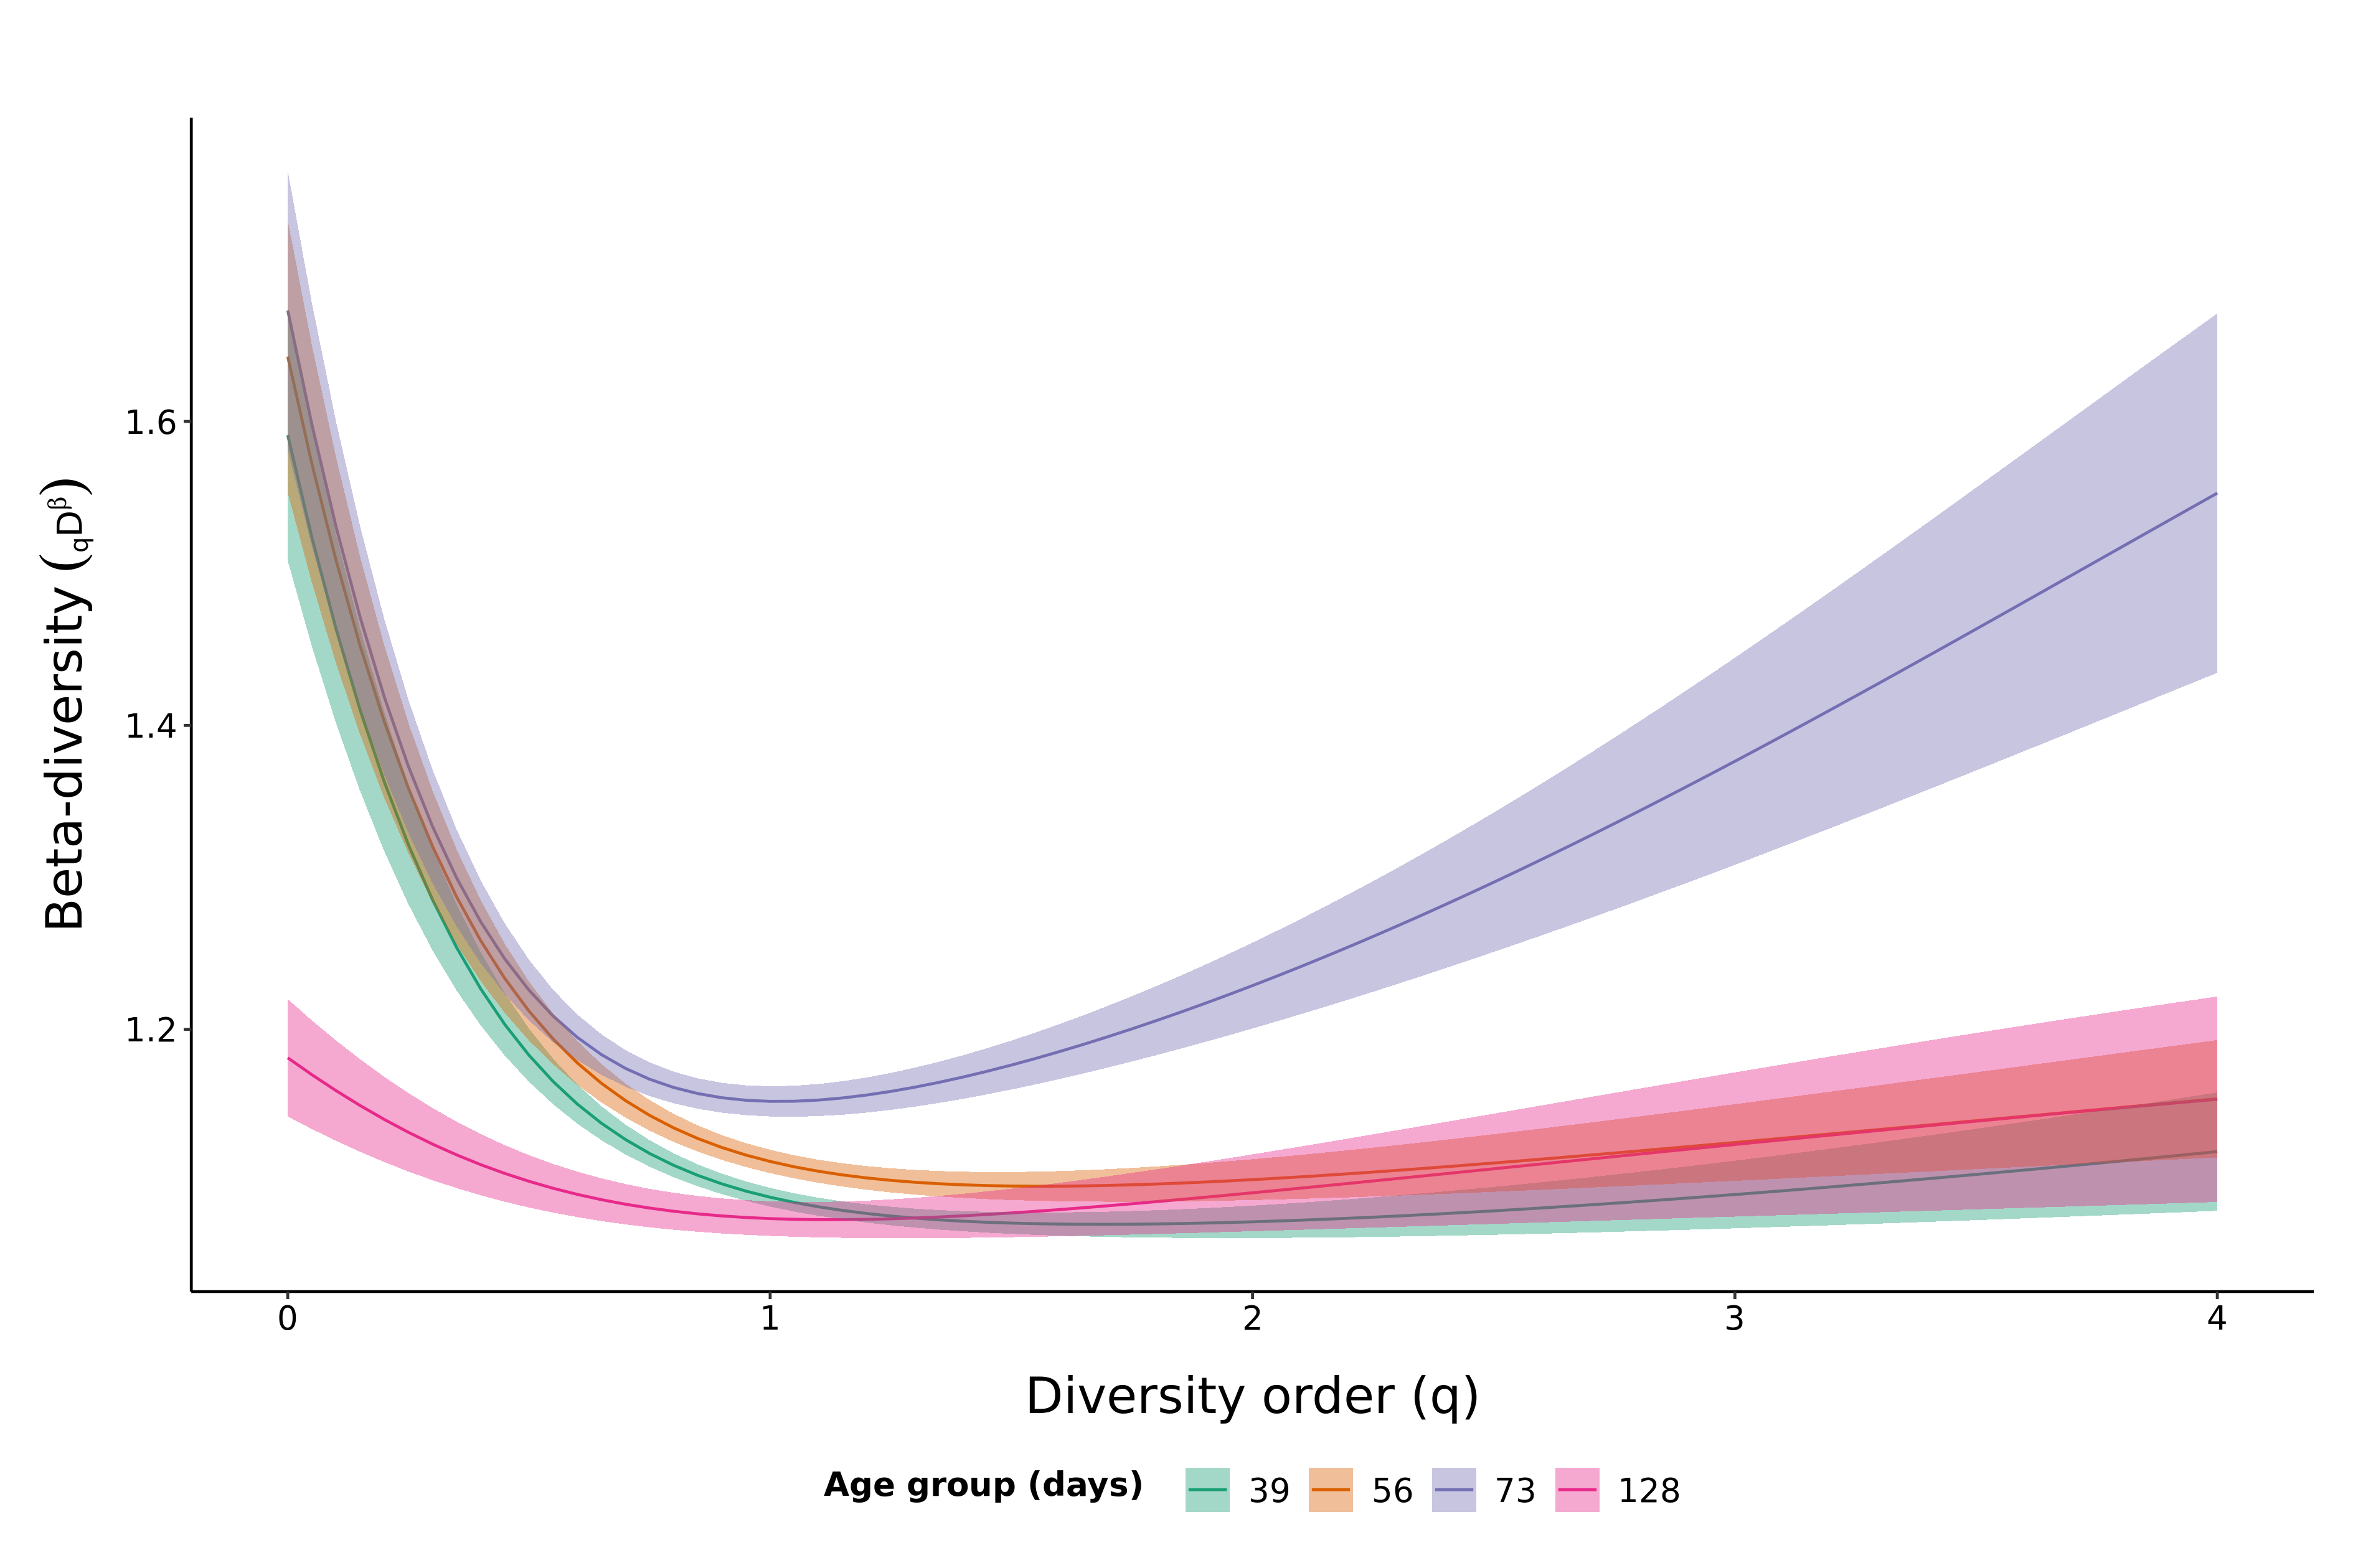 Beta-diversity (qDβ)
1.6
1.4
1.2
0 1 2 3 4
Diversity order (q)
Age group (days) 39 56 73 128